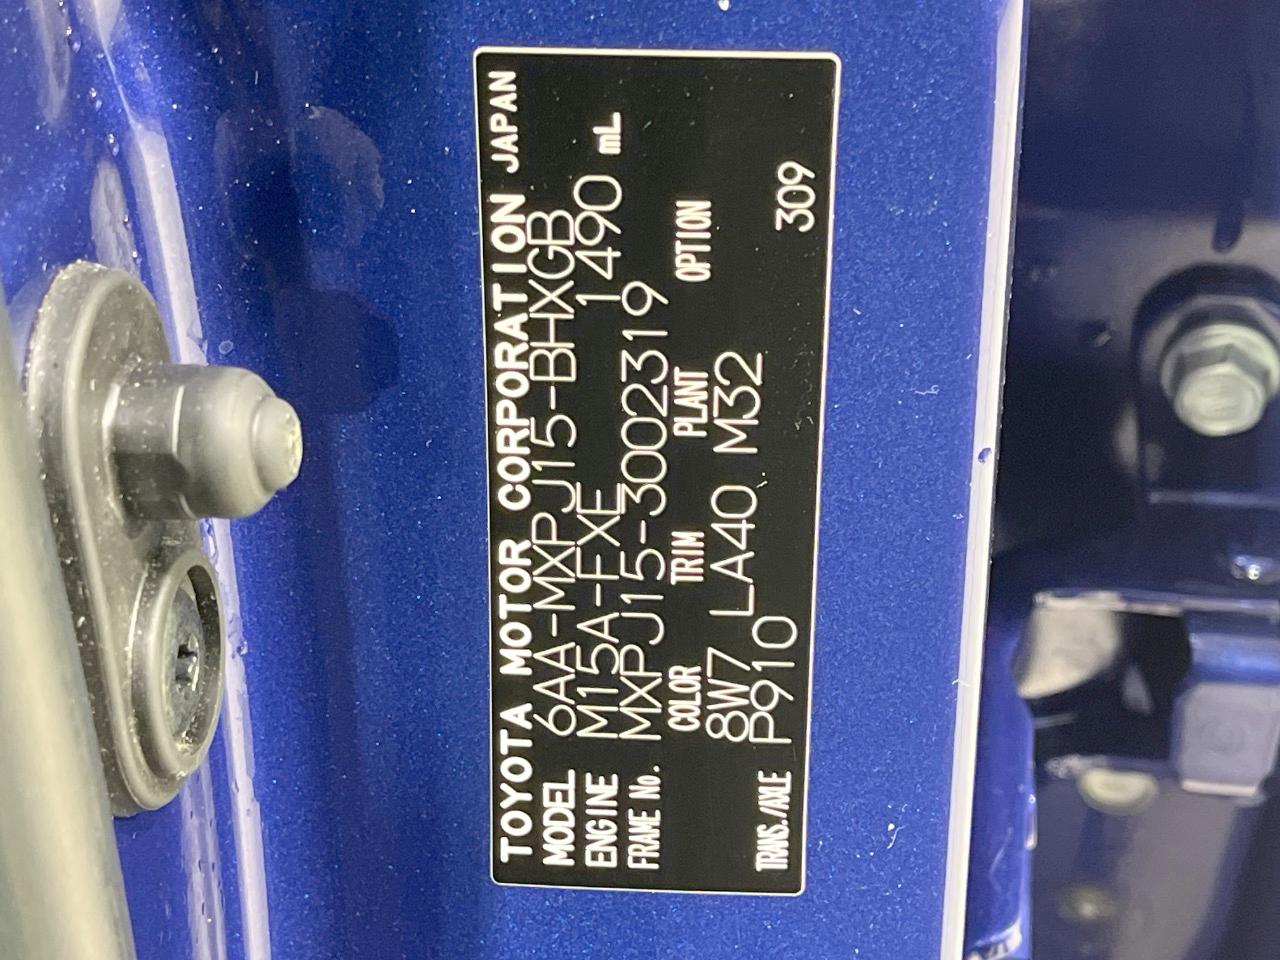 TOYOTA MOTOR CORPORATION JAPAN
MODEL 6AA-MXPJ15-BHXGB
ENGINE M15A-FXE 1490 mL
FRAME No. MXPJ15-3002319
COLOR TRIM PLANT OPTION
8W7 LA40 M32
TRANS./AXLE P910 309